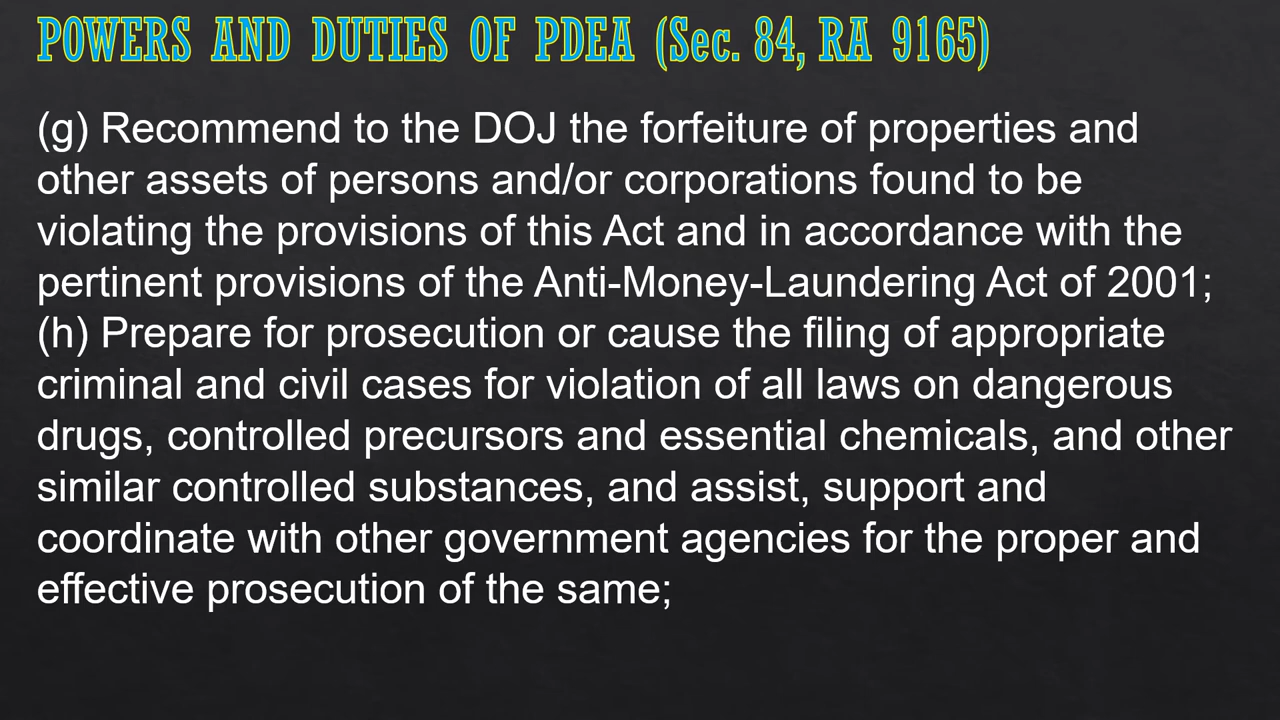 POWERS AND DUTIES OF PDEA (Sec. 84, RA 9165)
(g) Recommend to the DOJ the forfeiture of properties and
other assets of persons and/or corporations found to be
violating the provisions of this Act and in accordance with the
pertinent provisions of the Anti-Money-Laundering Act of 2001;
(h) Prepare for prosecution or cause the filing of appropriate
criminal and civil cases for violation of all laws on dangerous
drugs, controlled precursors and essential chemicals, and other
similar controlled substances, and assist, support and
coordinate with other government agencies for the proper and
effective prosecution of the same;